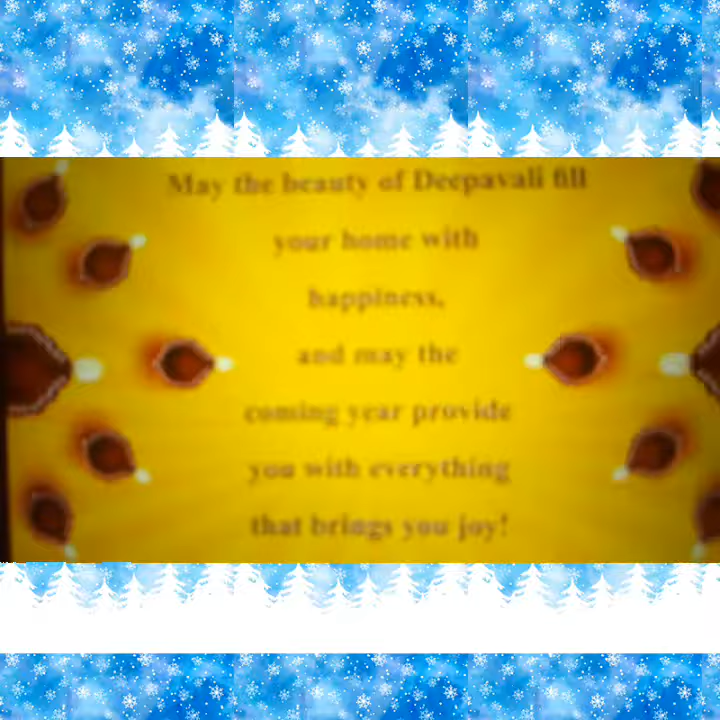 May the beauty of Deepavali fill
your home with
happiness,
and may the
coming year provide
you with everything
that brings you joy!